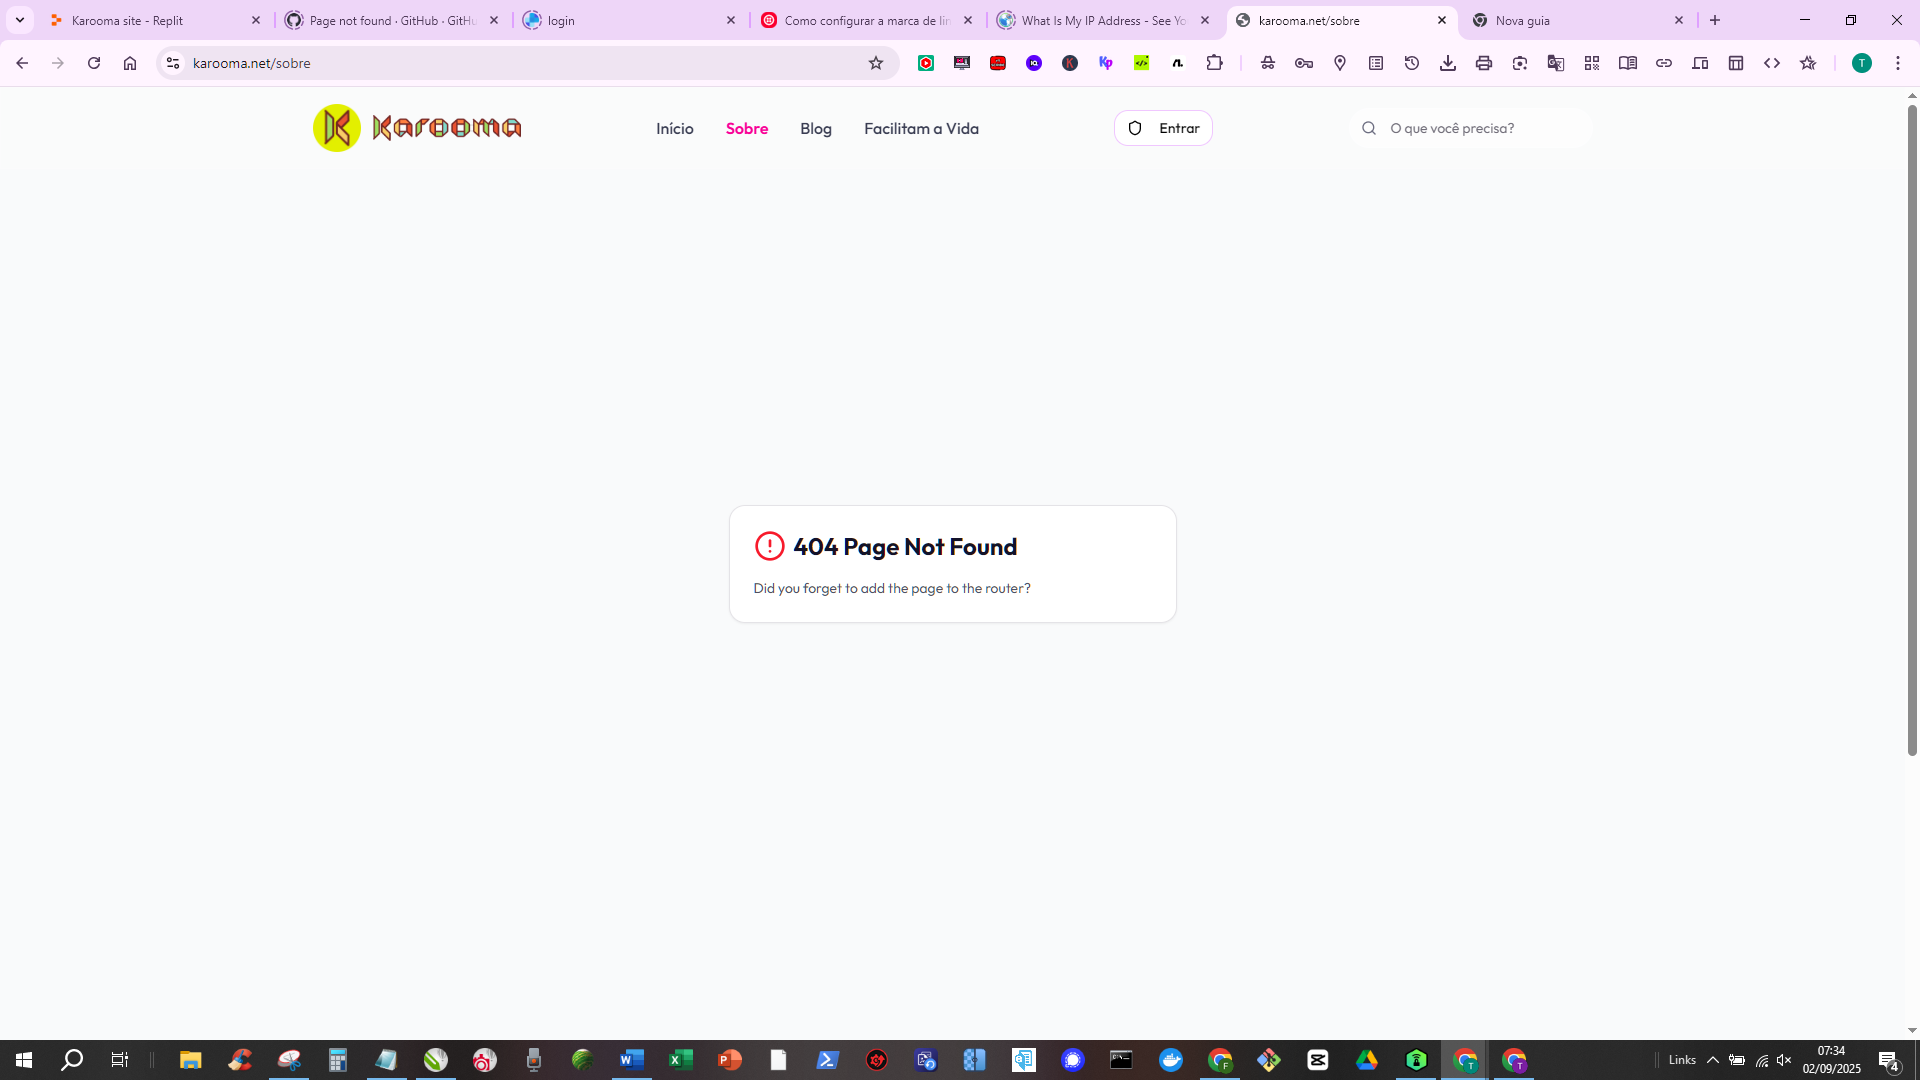 Karooma site - Replit
Page not found · GitHub · GitHu
login
Como configurar a marca de lin
What Is My IP Address - See Yo
karooma.net/sobre
Nova guia
karooma.net/sobre
T
Karooma
Início
Sobre
Blog
Facilitam a Vida
Entrar
O que você precisa?
404 Page Not Found
Did you forget to add the page to the router?
Links
07:34
02/09/2025
4